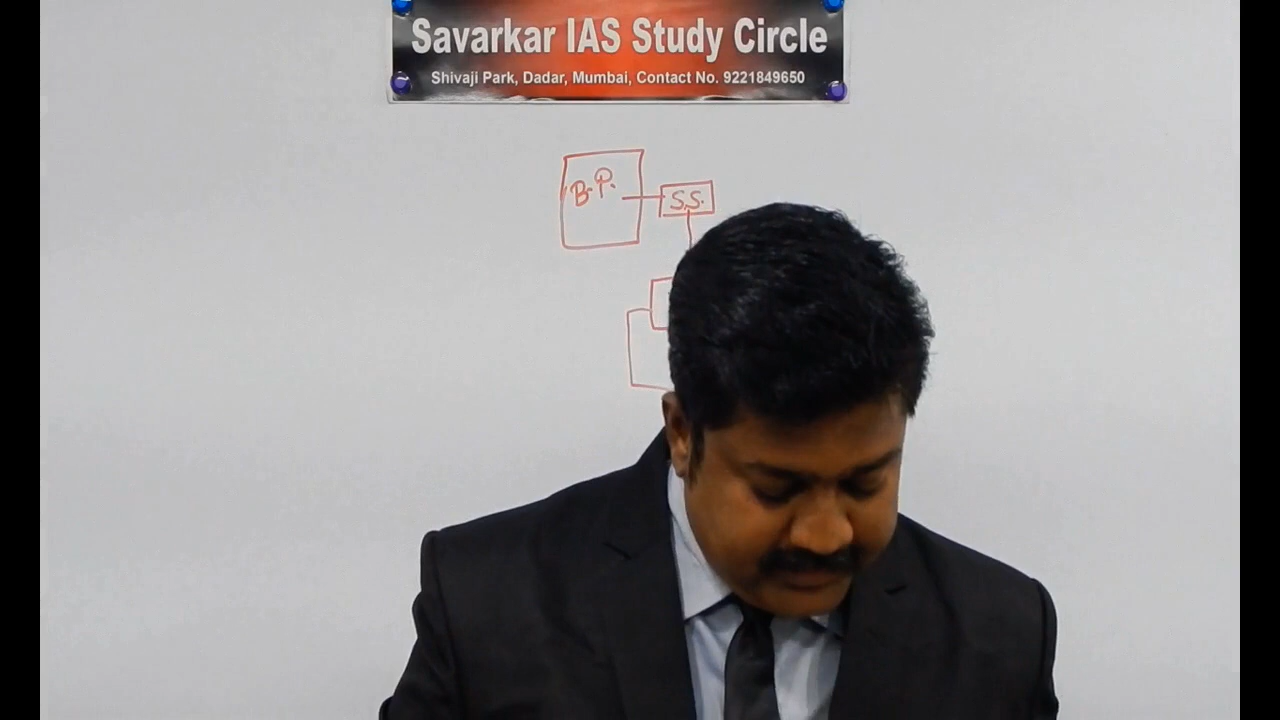 Savarkar IAS Study Circle
Shivaji Park, Dadar, Mumbai, Contact No. 9221849650
B.P.
S.S.